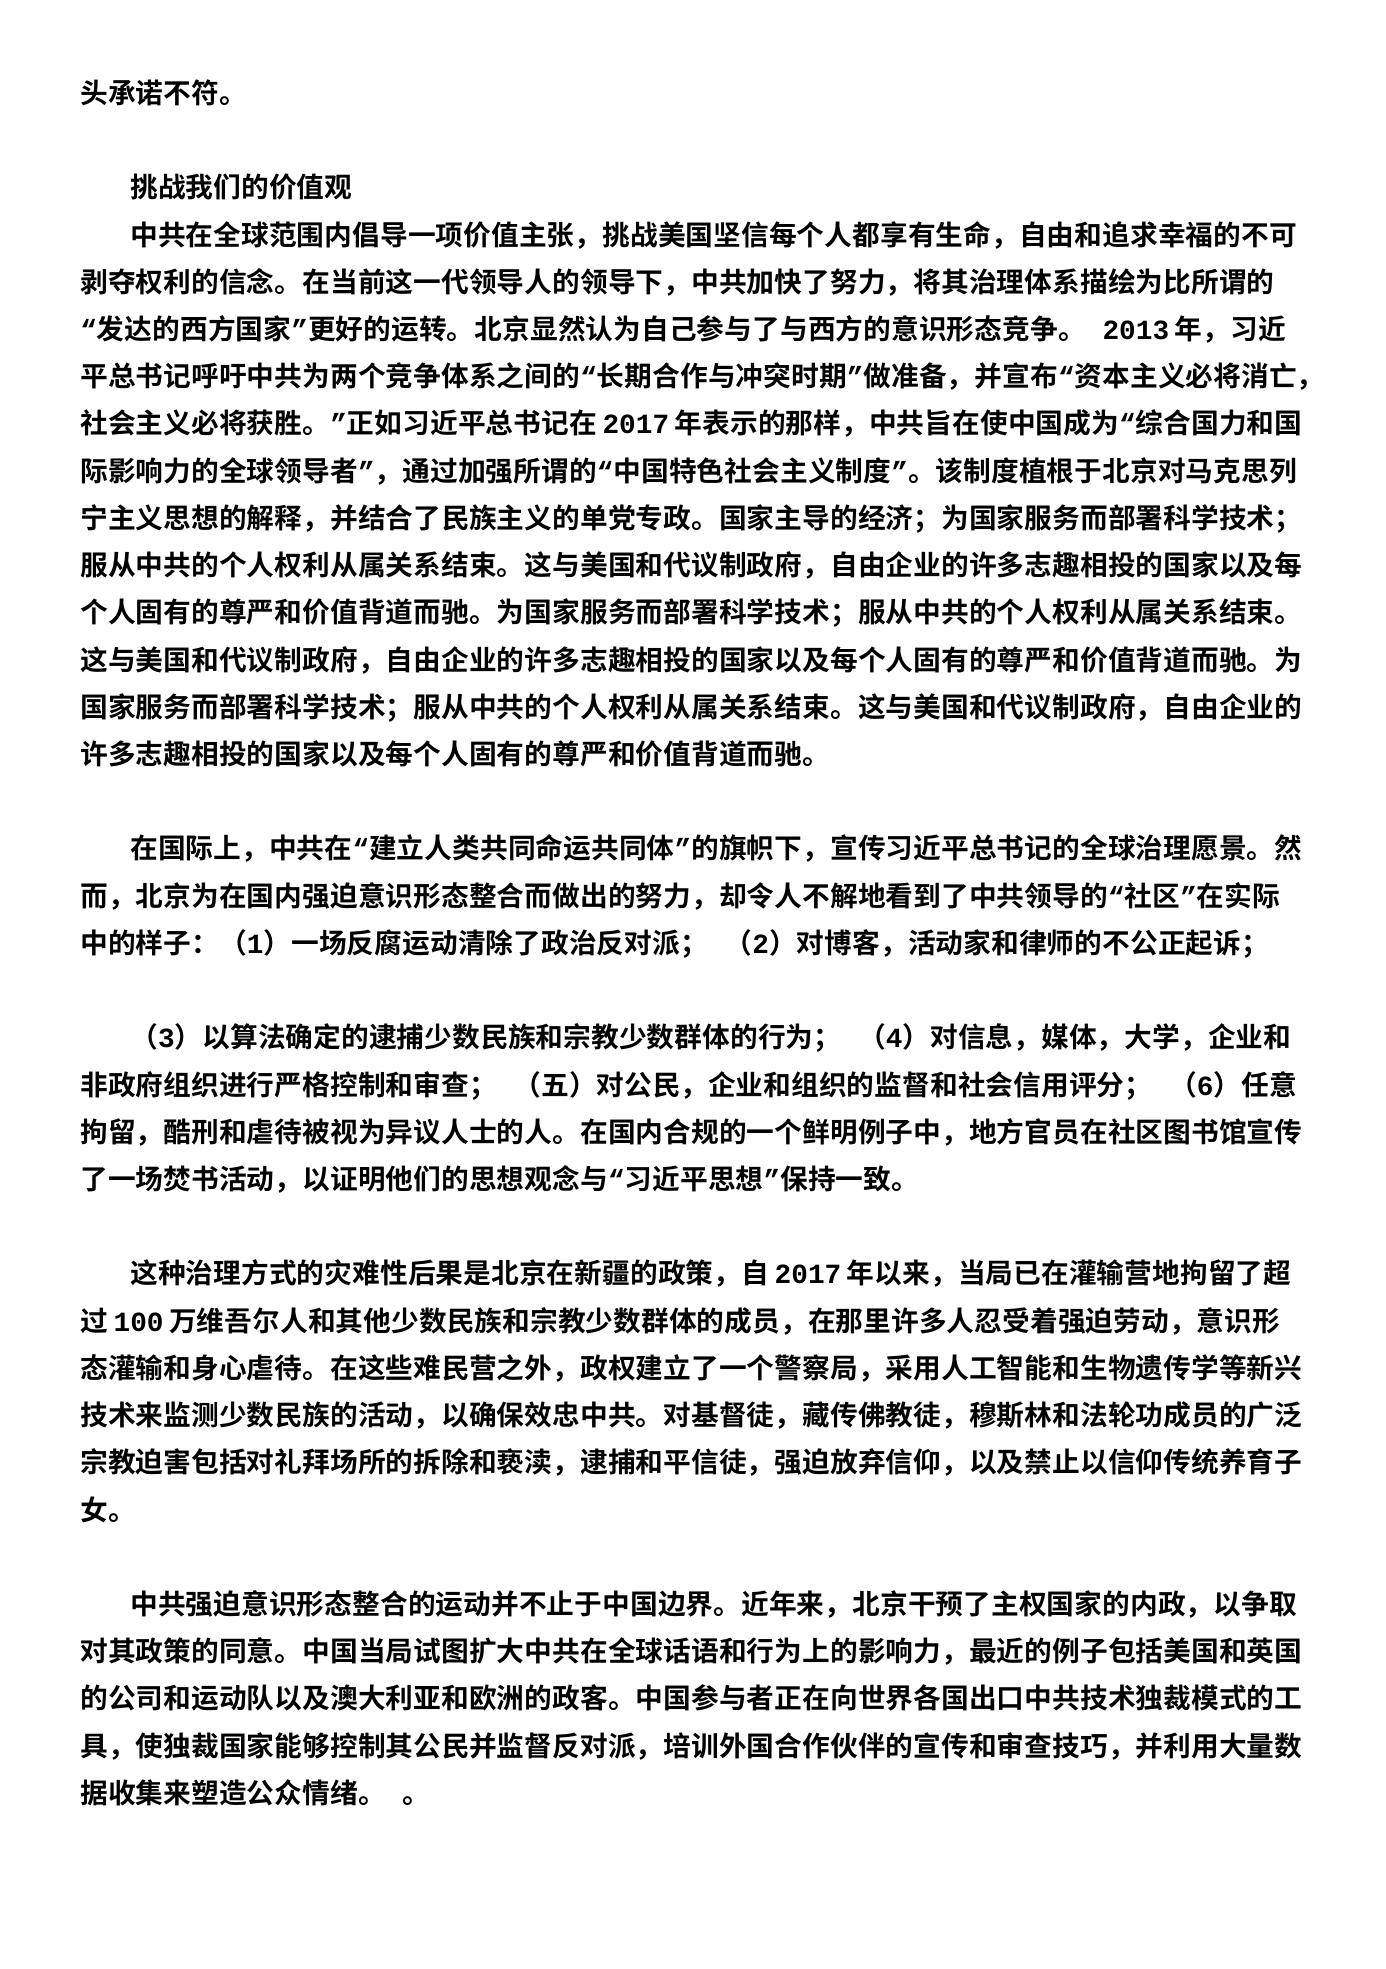 头承诺不符。
挑战我们的价值观
中共在全球范围内倡导一项价值主张，挑战美国坚信每个人都享有生命，自由和追求幸福的不可
剥夺权利的信念。在当前这一代领导人的领导下，中共加快了努力，将其治理体系描绘为比所谓的
“发达的西方国家”更好的运转。北京显然认为自己参与了与西方的意识形态竞争。 2013 年，习近
平总书记呼吁中共为两个竞争体系之间的“长期合作与冲突时期”做准备，并宣布“资本主义必将消亡，
社会主义必将获胜。”正如习近平总书记在 2017 年表示的那样，中共旨在使中国成为“综合国力和国
际影响力的全球领导者”，通过加强所谓的“中国特色社会主义制度”。该制度植根于北京对马克思列
宁主义思想的解释，并结合了民族主义的单党专政。国家主导的经济；为国家服务而部署科学技术；
服从中共的个人权利从属关系结束。这与美国和代议制政府，自由企业的许多志趣相投的国家以及每
个人固有的尊严和价值背道而驰。为国家服务而部署科学技术；服从中共的个人权利从属关系结束。
这与美国和代议制政府，自由企业的许多志趣相投的国家以及每个人固有的尊严和价值背道而驰。为
国家服务而部署科学技术；服从中共的个人权利从属关系结束。这与美国和代议制政府，自由企业的
许多志趣相投的国家以及每个人固有的尊严和价值背道而驰。
在国际上，中共在“建立人类共同命运共同体”的旗帜下，宣传习近平总书记的全球治理愿景。然
而，北京为在国内强迫意识形态整合而做出的努力，却令人不解地看到了中共领导的“社区”在实际
中的样子：（1）一场反腐运动清除了政治反对派； （2）对博客，活动家和律师的不公正起诉；
（3）以算法确定的逮捕少数民族和宗教少数群体的行为； （4）对信息，媒体，大学，企业和
非政府组织进行严格控制和审查； （五）对公民，企业和组织的监督和社会信用评分； （6）任意
拘留，酷刑和虐待被视为异议人士的人。在国内合规的一个鲜明例子中，地方官员在社区图书馆宣传
了一场焚书活动，以证明他们的思想观念与“习近平思想”保持一致。
这种治理方式的灾难性后果是北京在新疆的政策，自 2017 年以来，当局已在灌输营地拘留了超
过 100 万维吾尔人和其他少数民族和宗教少数群体的成员，在那里许多人忍受着强迫劳动，意识形
态灌输和身心虐待。在这些难民营之外，政权建立了一个警察局，采用人工智能和生物遗传学等新兴
技术来监测少数民族的活动，以确保效忠中共。对基督徒，藏传佛教徒，穆斯林和法轮功成员的广泛
宗教迫害包括对礼拜场所的拆除和亵渎，逮捕和平信徒，强迫放弃信仰，以及禁止以信仰传统养育子
女。
中共强迫意识形态整合的运动并不止于中国边界。近年来，北京干预了主权国家的内政，以争取
对其政策的同意。中国当局试图扩大中共在全球话语和行为上的影响力，最近的例子包括美国和英国
的公司和运动队以及澳大利亚和欧洲的政客。中国参与者正在向世界各国出口中共技术独裁模式的工
具，使独裁国家能够控制其公民并监督反对派，培训外国合作伙伴的宣传和审查技巧，并利用大量数
据收集来塑造公众情绪。 。